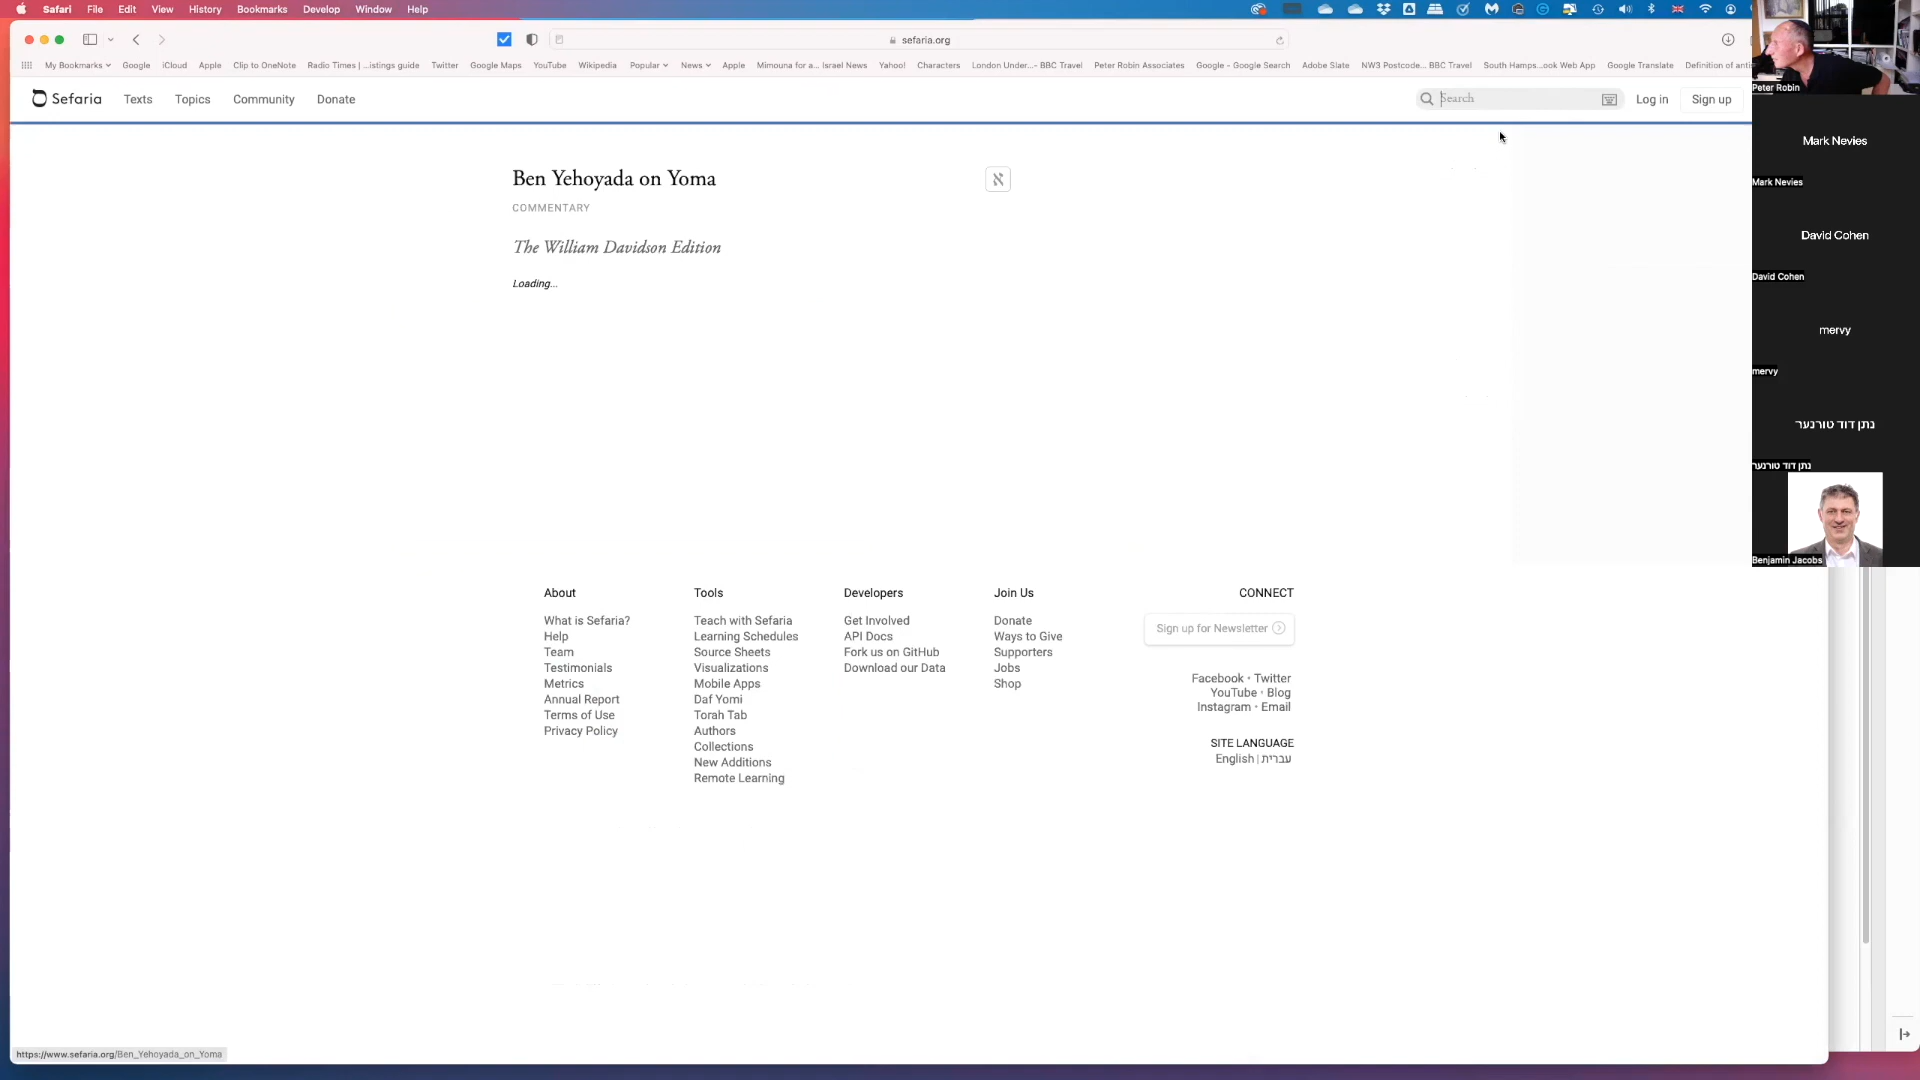 Safari File Edit View History Bookmarks Develop Window Help
sefaria.org
My Bookmarks Google iCloud Apple Clip to OneNote Radio Times | ...istings guide Twitter Google Maps YouTube Wikipedia Popular News Apple Mimouna for a... Israel News Yahoo! Characters London Under...- BBC Travel Peter Robin Associates Google - Google Search Adobe Slate NW3 Postcode... BBC Travel South Hamps...ook Web App Google Translate Definition of anti
Sefaria Texts Topics Community Donate Search Log in Sign up
Ben Yehoyada on Yoma
COMMENTARY
The William Davidson Edition
Loading...
About
What is Sefaria?
Help
Team
Testimonials
Metrics
Annual Report
Terms of Use
Privacy Policy
Tools
Teach with Sefaria
Learning Schedules
Source Sheets
Visualizations
Mobile Apps
Daf Yomi
Torah Tab
Authors
Collections
New Additions
Remote Learning
Developers
Get Involved
API Docs
Fork us on GitHub
Download our Data
Join Us
Donate
Ways to Give
Supporters
Jobs
Shop
CONNECT
Sign up for Newsletter
Facebook • Twitter
YouTube • Blog
Instagram • Email
SITE LANGUAGE
English | עברית
https://www.sefaria.org/Ben_Yehoyada_on_Yoma
Peter Robin
Mark Nevies
Mark Nevies
David Cohen
David Cohen
mervy
mervy
נתן דוד טורנער
נתן דוד טורנער
Benjamin Jacobs